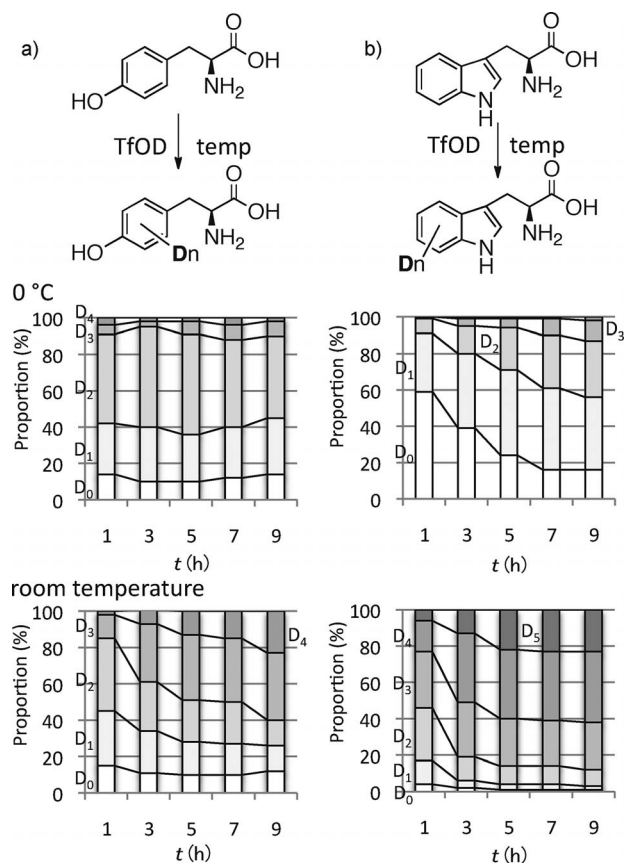 a)
O
OH
NH2
HO
TfOD temp
O
OH
NH2
HO
Dn
b)
O
OH
NH2
N
H
TfOD temp
O
OH
NH2
Dn
N
H
0 °C
Proportion (%)
100
80
60
40
20
0
D4
D3
D2
D1
D0
1 3 5 7 9
t (h)
Proportion (%)
100
80
60
40
20
0
D3
D2
D1
D0
1 3 5 7 9
t (h)
room temperature
Proportion (%)
100
80
60
40
20
0
D4
D3
D2
D1
D0
1 3 5 7 9
t (h)
Proportion (%)
100
80
60
40
20
0
D5
D4
D3
D2
D1
D0
1 3 5 7 9
t (h)